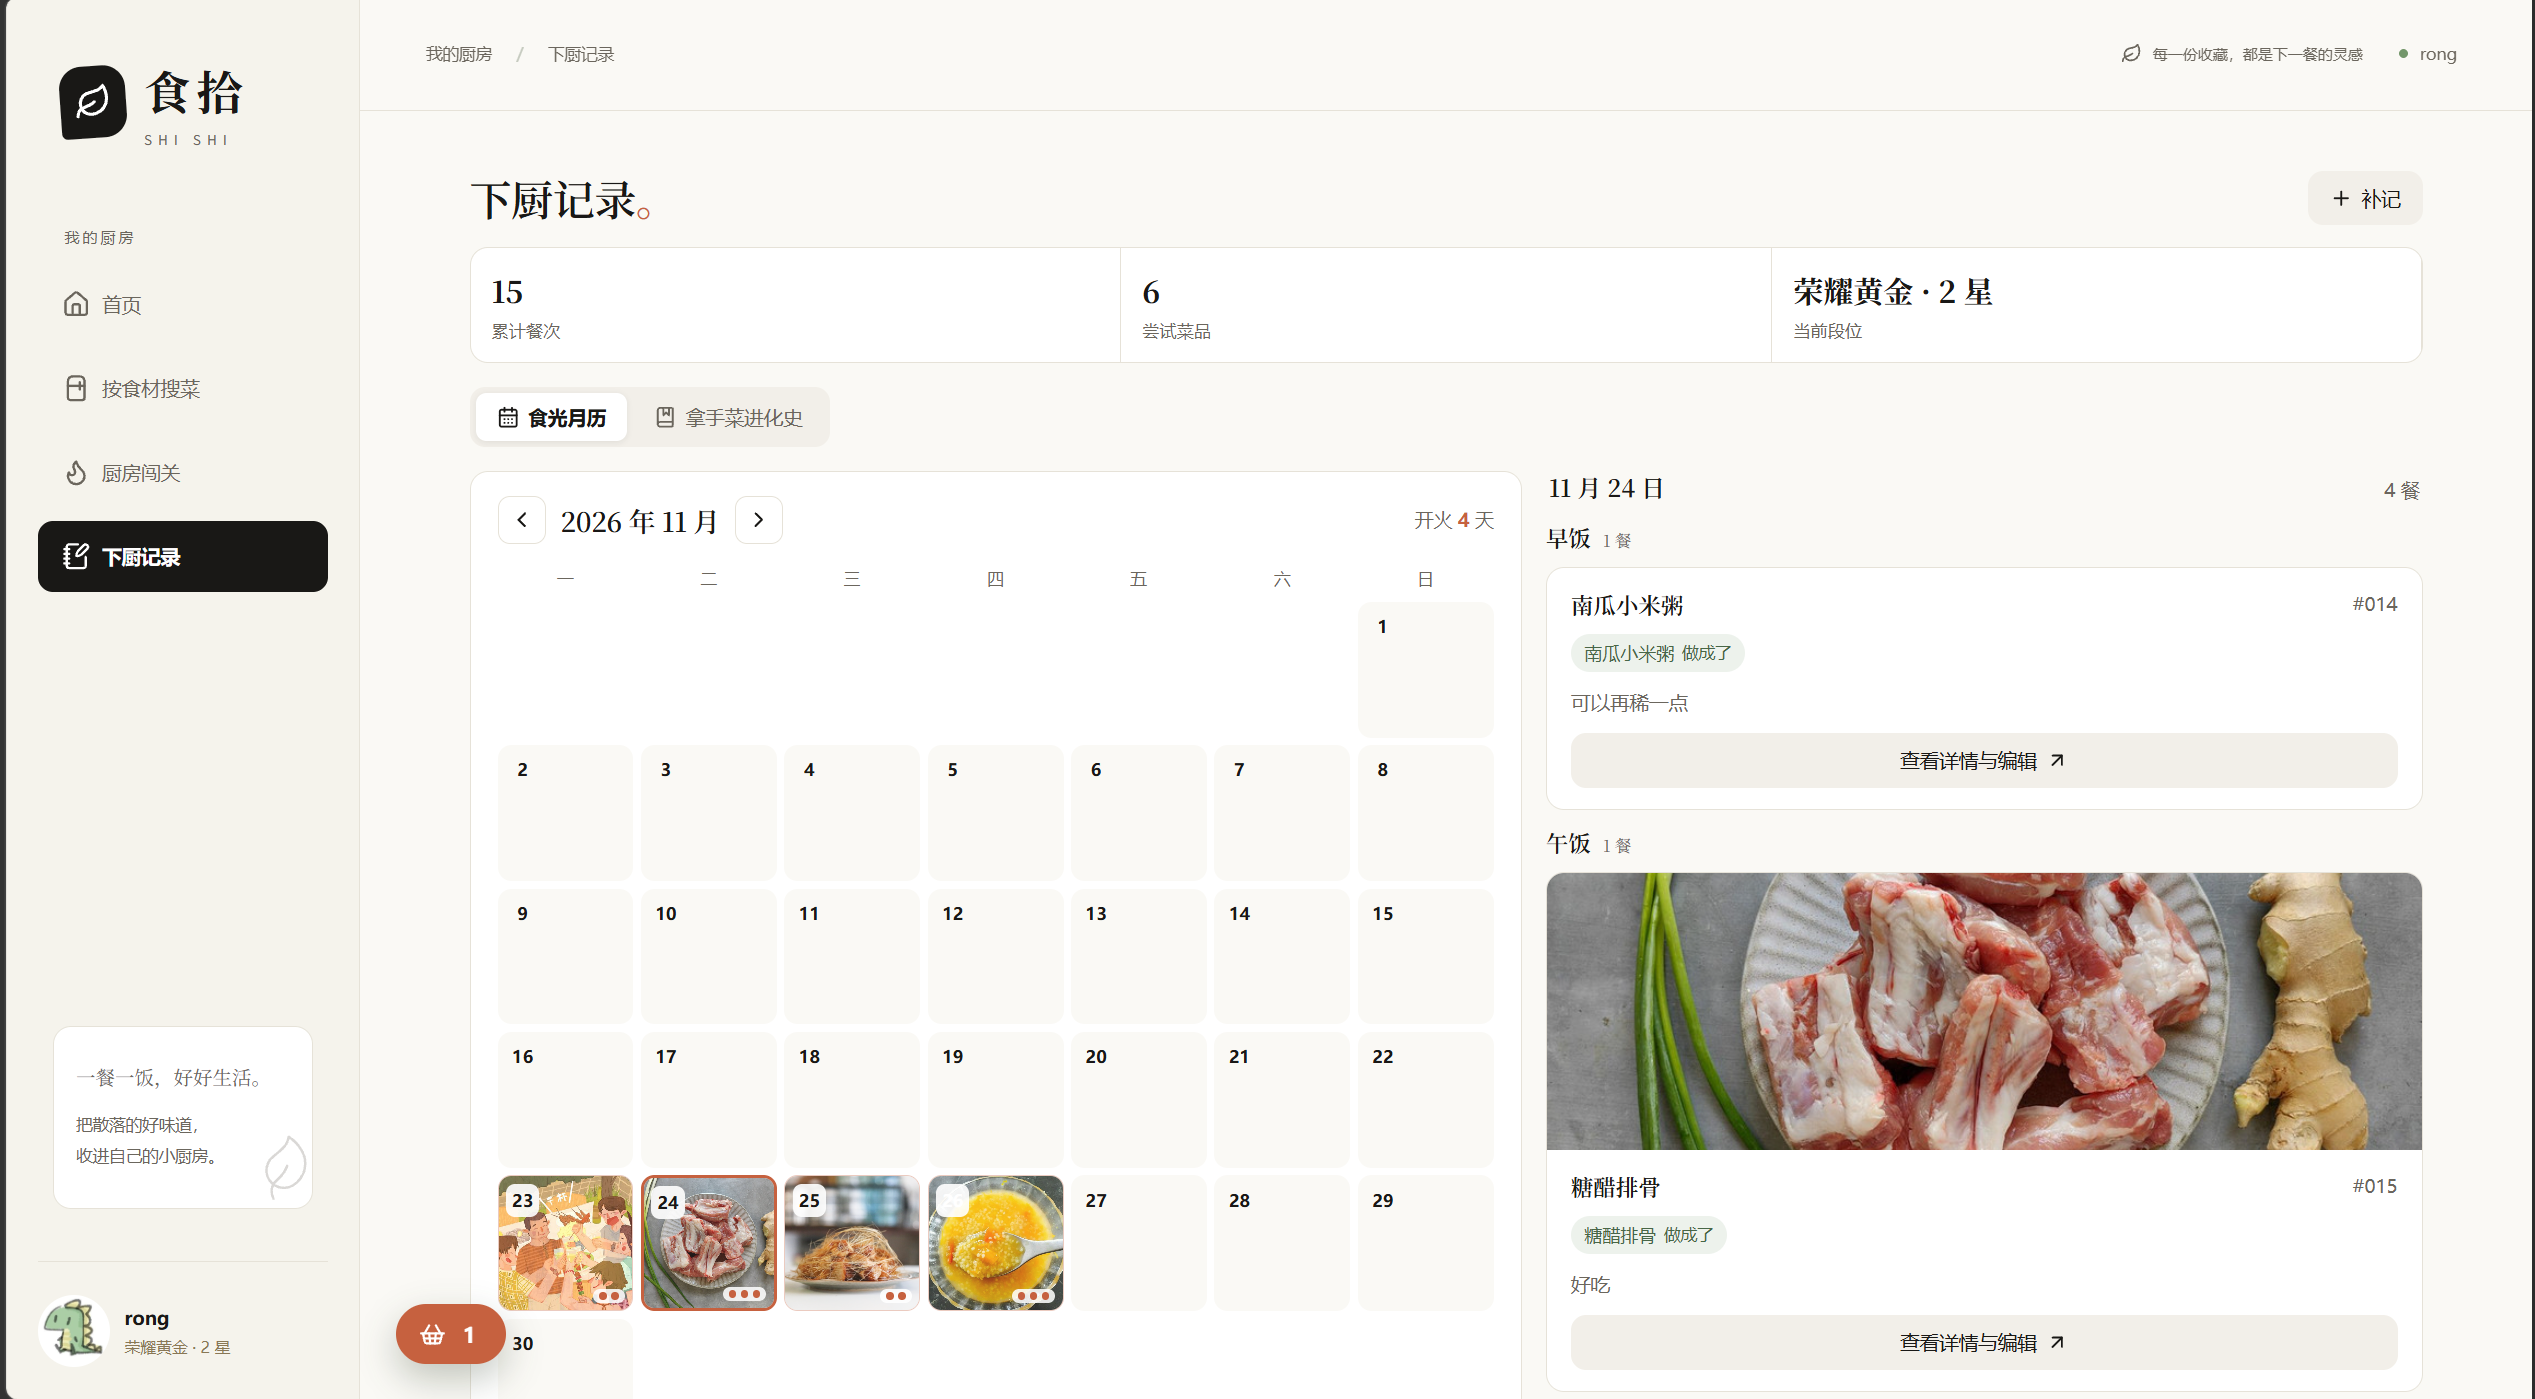 食拾
SHI SHI
我的厨房
首页
按食材搜菜
厨房闯关
下厨记录
一餐一饭，好好生活。
把散落的好味道，
收进自己的小厨房。
rong
荣耀黄金 · 2 星
我的厨房 / 下厨记录
每一份收藏，都是下一餐的灵感
rong
下厨记录。
补记
15
累计餐次
6
尝试菜品
荣耀黄金 · 2 星
当前段位
食光月历
拿手菜进化史
2026 年 11 月
开火 4 天
一 二 三 四 五 六 日
1
2 3 4 5 6 7 8
9 10 11 12 13 14 15
16 17 18 19 20 21 22
23 24 25 26 27 28 29
30
1
11 月 24 日
4 餐
早饭 1 餐
南瓜小米粥
#014
南瓜小米粥 做成了
可以再稀一点
查看详情与编辑
午饭 1 餐
糖醋排骨
#015
糖醋排骨 做成了
好吃
查看详情与编辑